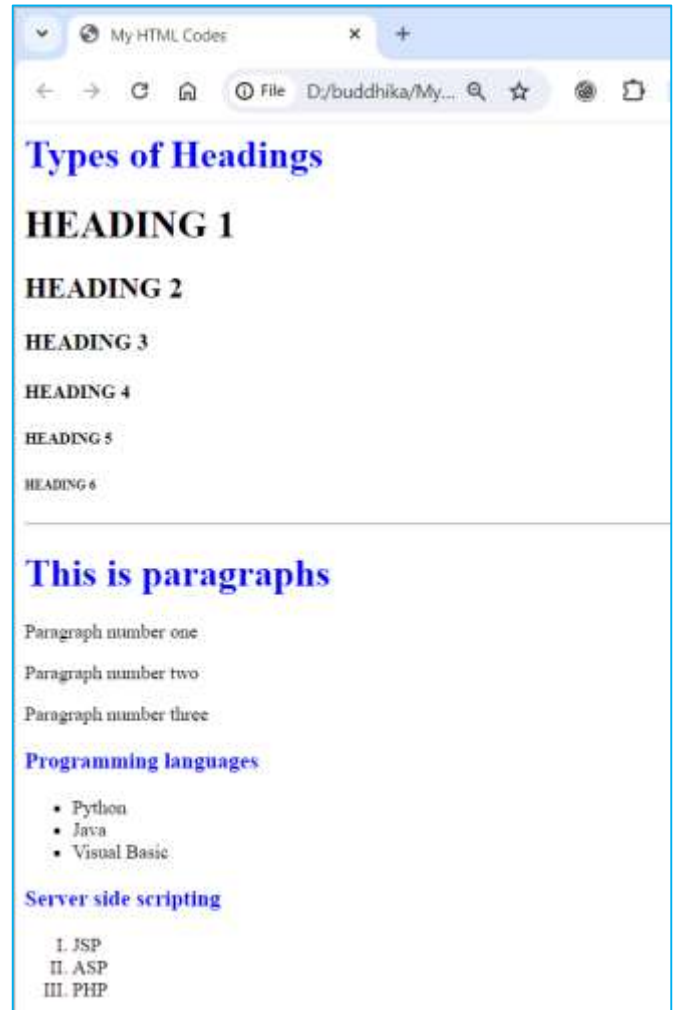 My HTML Codes
File D:/buddhika/My...
Types of Headings
HEADING 1
HEADING 2
HEADING 3
HEADING 4
HEADING 5
HEADING 6
This is paragraphs
Paragraph number one
Paragraph number two
Paragraph number three
Programming languages
• Python
• Java
• Visual Basic
Server side scripting
I. JSP
II. ASP
III. PHP